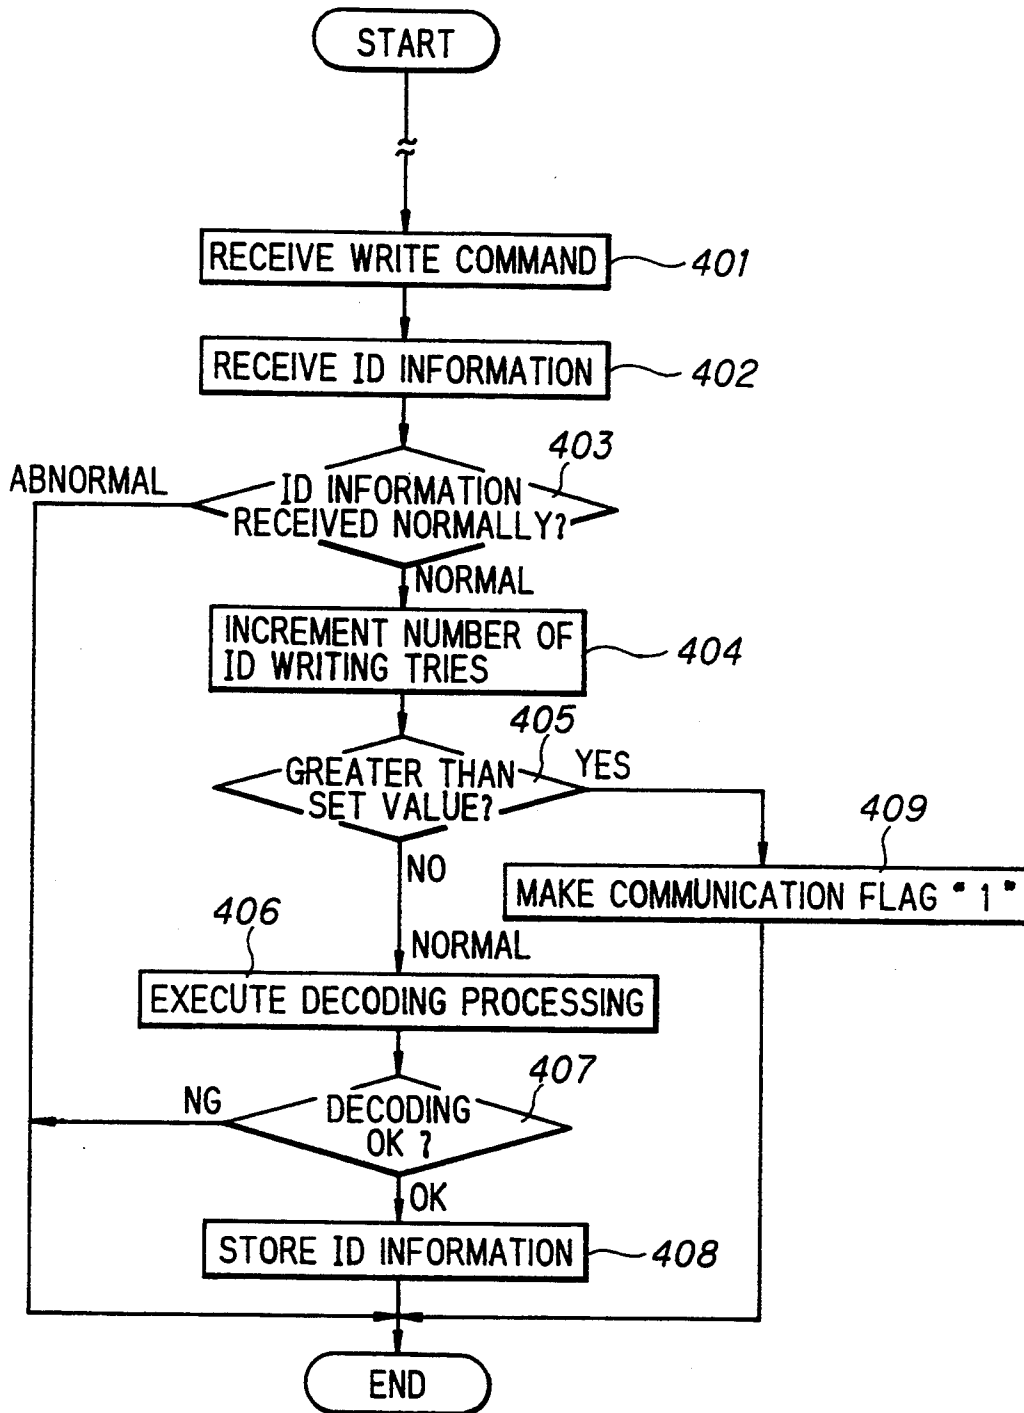 START
RECEIVE WRITE COMMAND
401
RECEIVE ID INFORMATION
402
403
ABNORMAL
ID INFORMATION
RECEIVED NORMALLY?
NORMAL
INCREMENT NUMBER OF
ID WRITING TRIES
404
405
GREATER THAN
SET VALUE?
YES
409
NO
MAKE COMMUNICATION FLAG "1"
406
NORMAL
EXECUTE DECODING PROCESSING
407
NG
DECODING
OK ?
OK
STORE ID INFORMATION
408
END